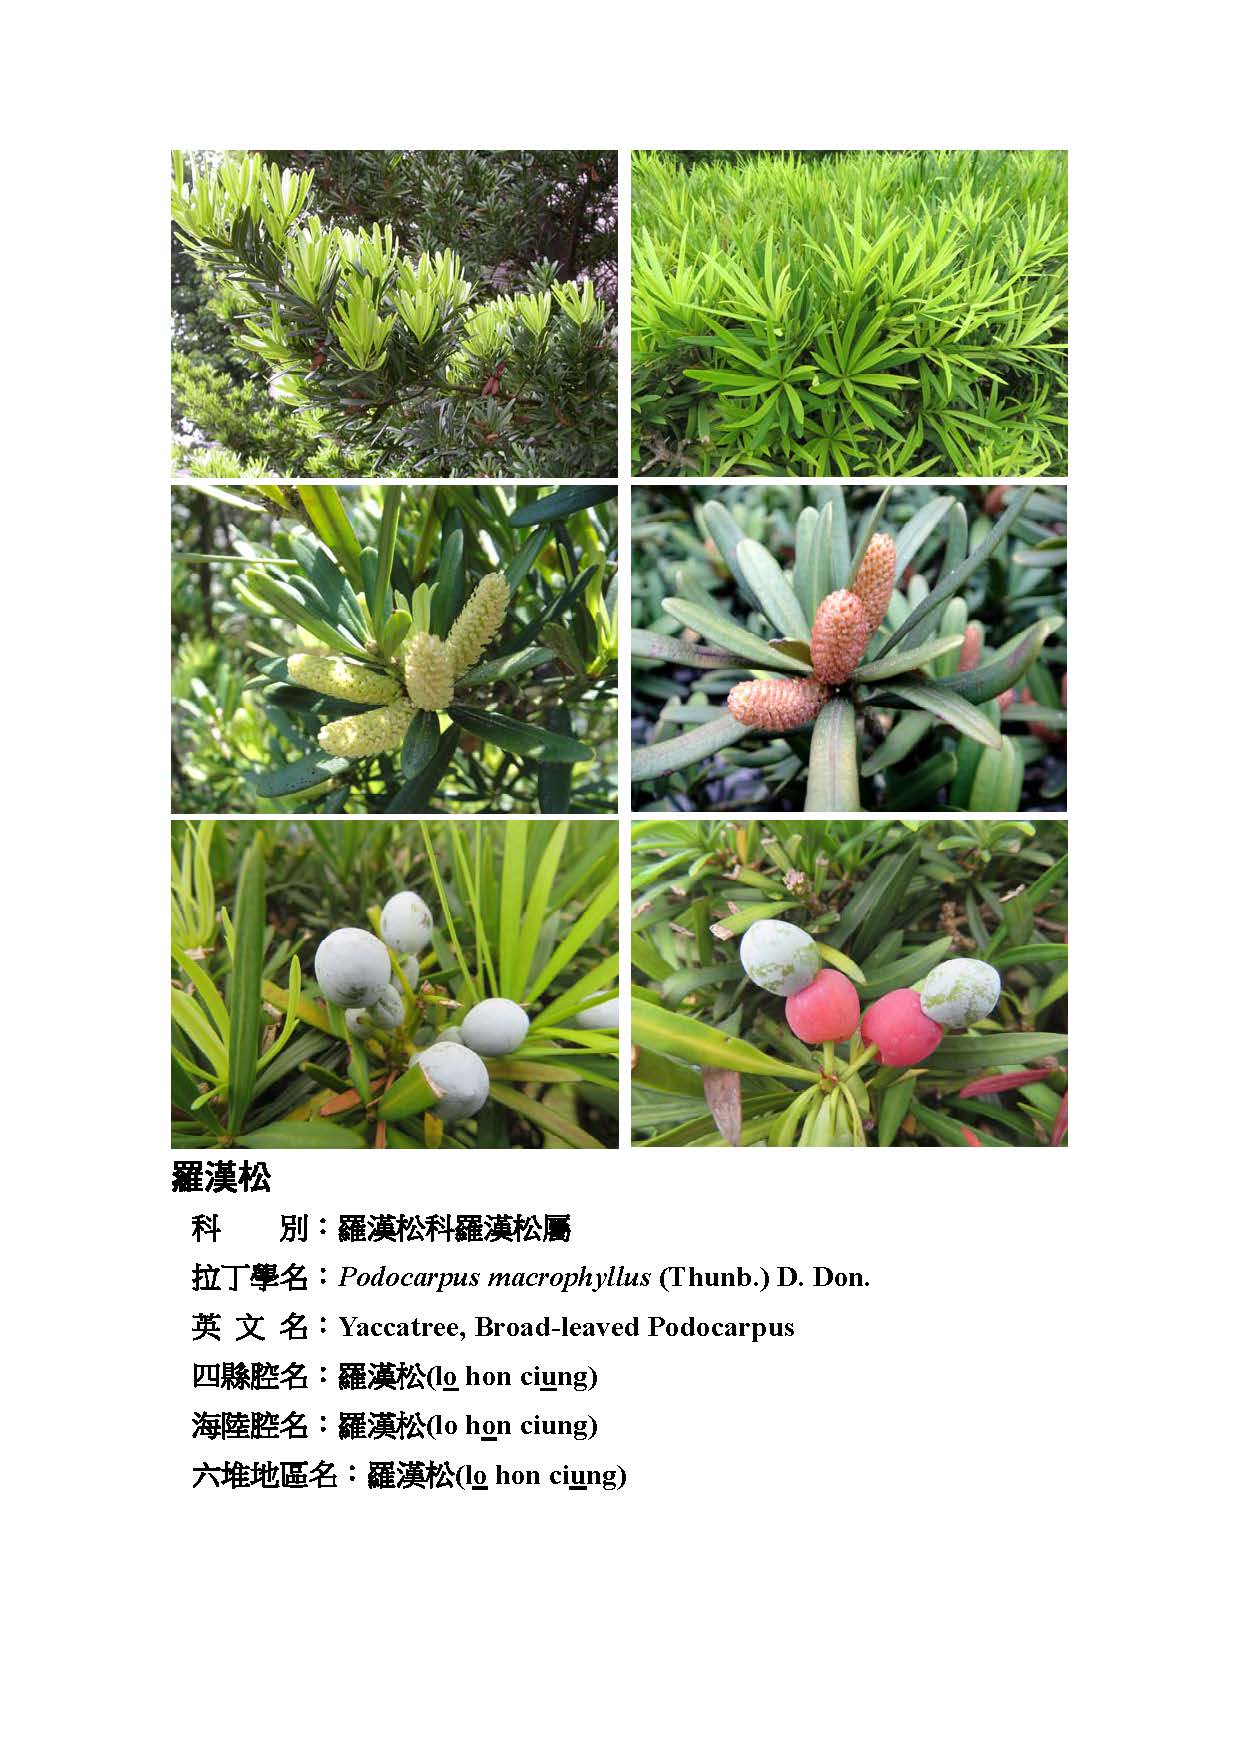 羅漢松
科　　別：羅漢松科羅漢松屬
拉丁學名：Podocarpus macrophyllus (Thunb.) D. Don.
英 文 名：Yaccatree, Broad-leaved Podocarpus
四縣腔名：羅漢松(lo hon ciung)
海陸腔名：羅漢松(lo hon ciung)
六堆地區名：羅漢松(lo hon ciung)